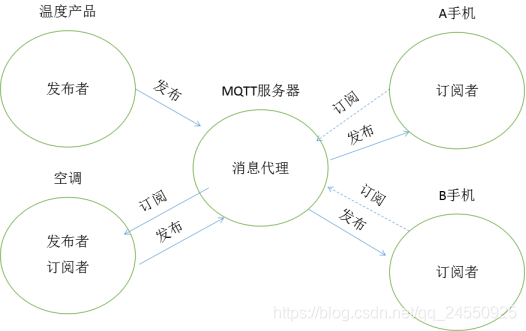 温度产品
发布者
发布
MQTT服务器
消息代理
A手机
订阅者
订阅
发布
空调
发布者
订阅者
订阅
发布
B手机
订阅者
订阅
发布
https://blog.csdn.net/qq_24550925